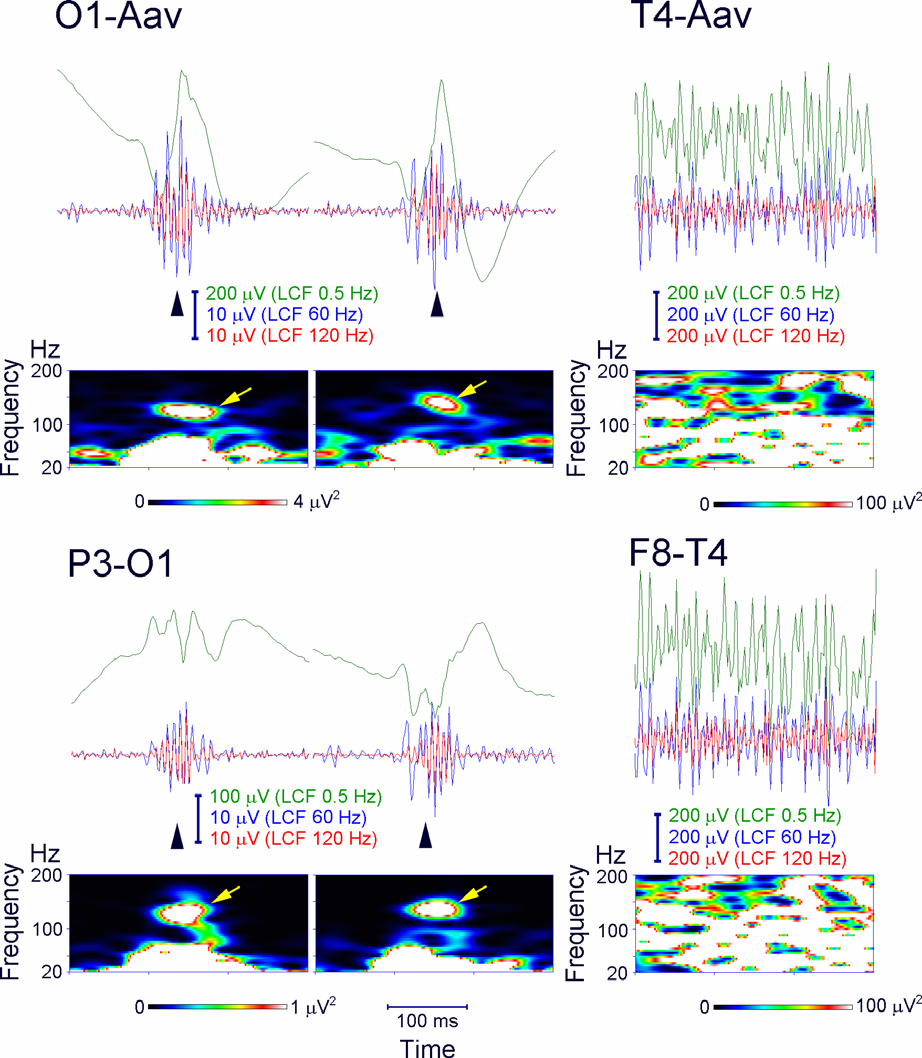 O1-Aav
T4-Aav
200 µV (LCF 0.5 Hz)
10 µV (LCF 60 Hz)
10 µV (LCF 120 Hz)
200 µV (LCF 0.5 Hz)
200 µV (LCF 60 Hz)
200 µV (LCF 120 Hz)
Hz
200
100
20
Frequency
Hz
200
100
20
Frequency
0 4 µV²
0 100 µV²
P3-O1
F8-T4
100 µV (LCF 0.5 Hz)
10 µV (LCF 60 Hz)
10 µV (LCF 120 Hz)
200 µV (LCF 0.5 Hz)
200 µV (LCF 60 Hz)
200 µV (LCF 120 Hz)
Hz
200
100
20
Frequency
Hz
200
100
20
Frequency
0 1 µV²
100 ms
Time
0 100 µV²